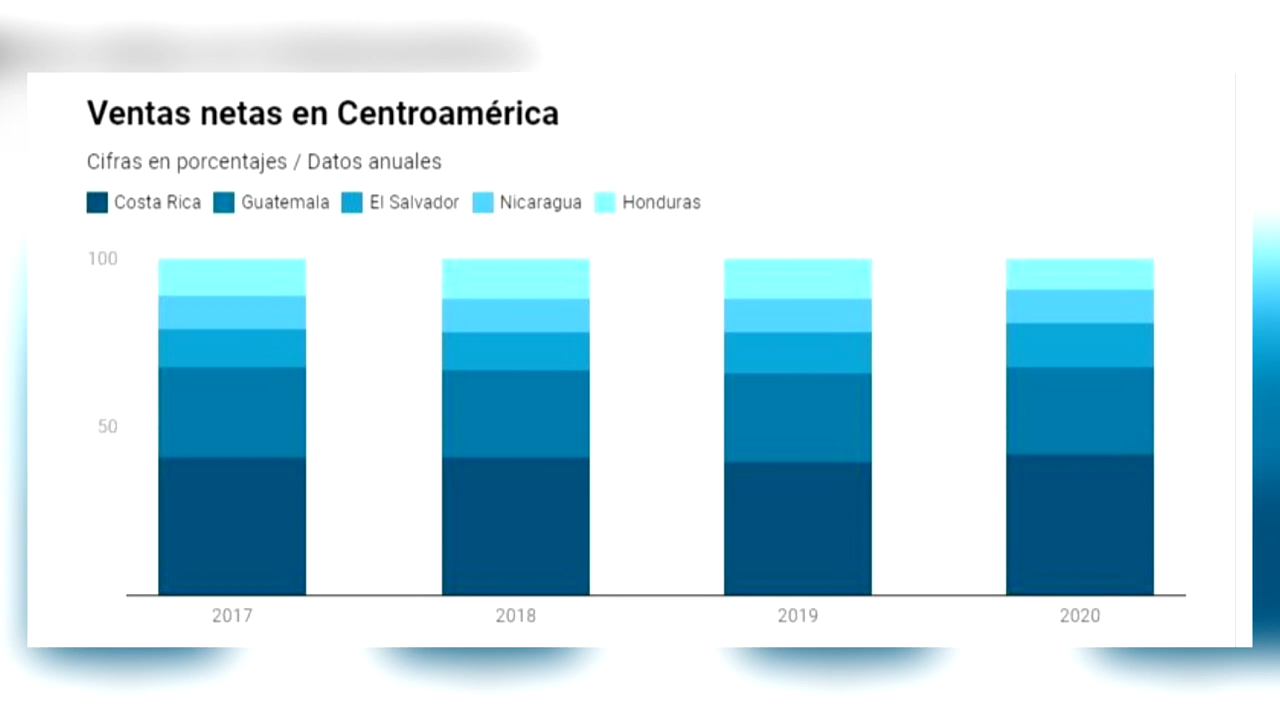 Ventas netas en Centroamérica
Cifras en porcentajes / Datos anuales
Costa Rica Guatemala El Salvador Nicaragua Honduras
100
50
2017 2018 2019 2020